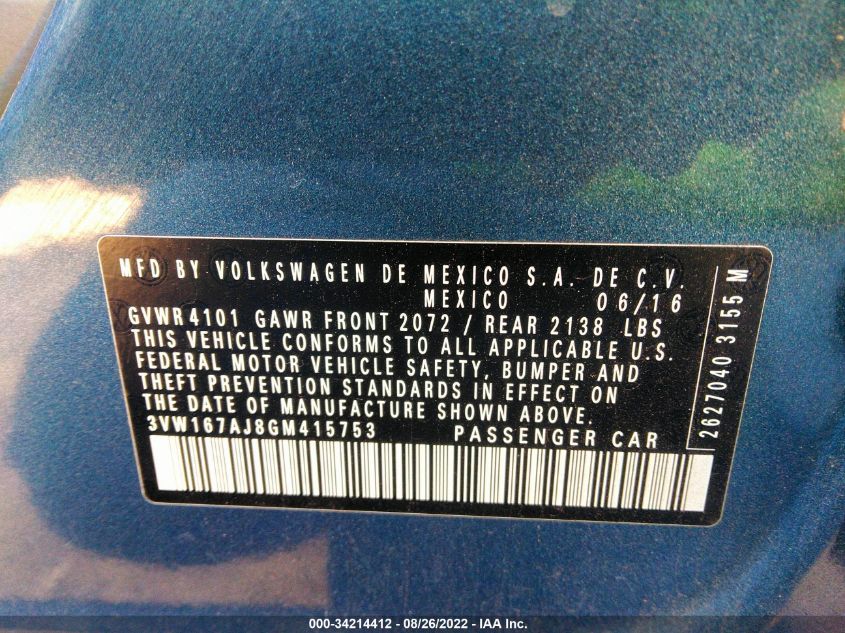 MFD BY VOLKSWAGEN DE MEXICO S.A. DE C.V.
MEXICO 06/16
GVWR4101 GAWR FRONT 2072 / REAR 2138 LBS
THIS VEHICLE CONFORMS TO ALL APPLICABLE U.S.
FEDERAL MOTOR VEHICLE SAFETY, BUMPER AND
THEFT PREVENTION STANDARDS IN EFFECT ON
THE DATE OF MANUFACTURE SHOWN ABOVE.
3VW167AJ8GM415753 PASSENGER CAR
2627040 3155 M
000-34214412 - 08/26/2022 - IAA Inc.